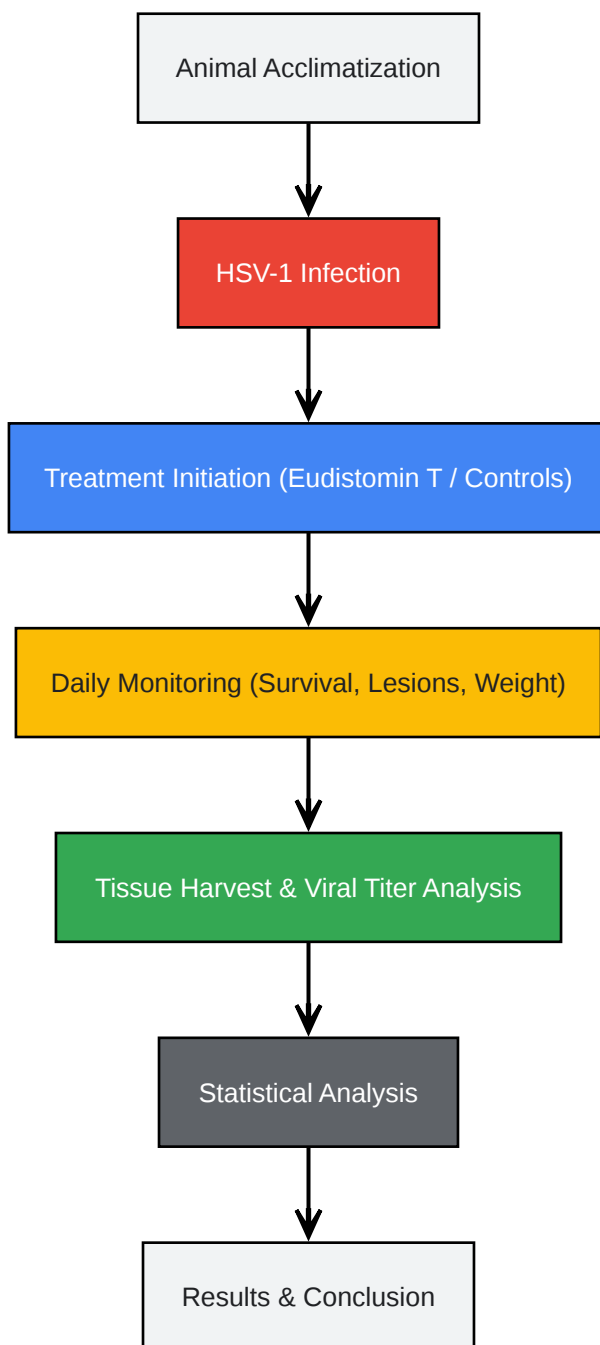 Animal Acclimatization
HSV-1 Infection
Treatment Initiation (Eudistomin T / Controls)
Daily Monitoring (Survival, Lesions, Weight)
Tissue Harvest & Viral Titer Analysis
Statistical Analysis
Results & Conclusion